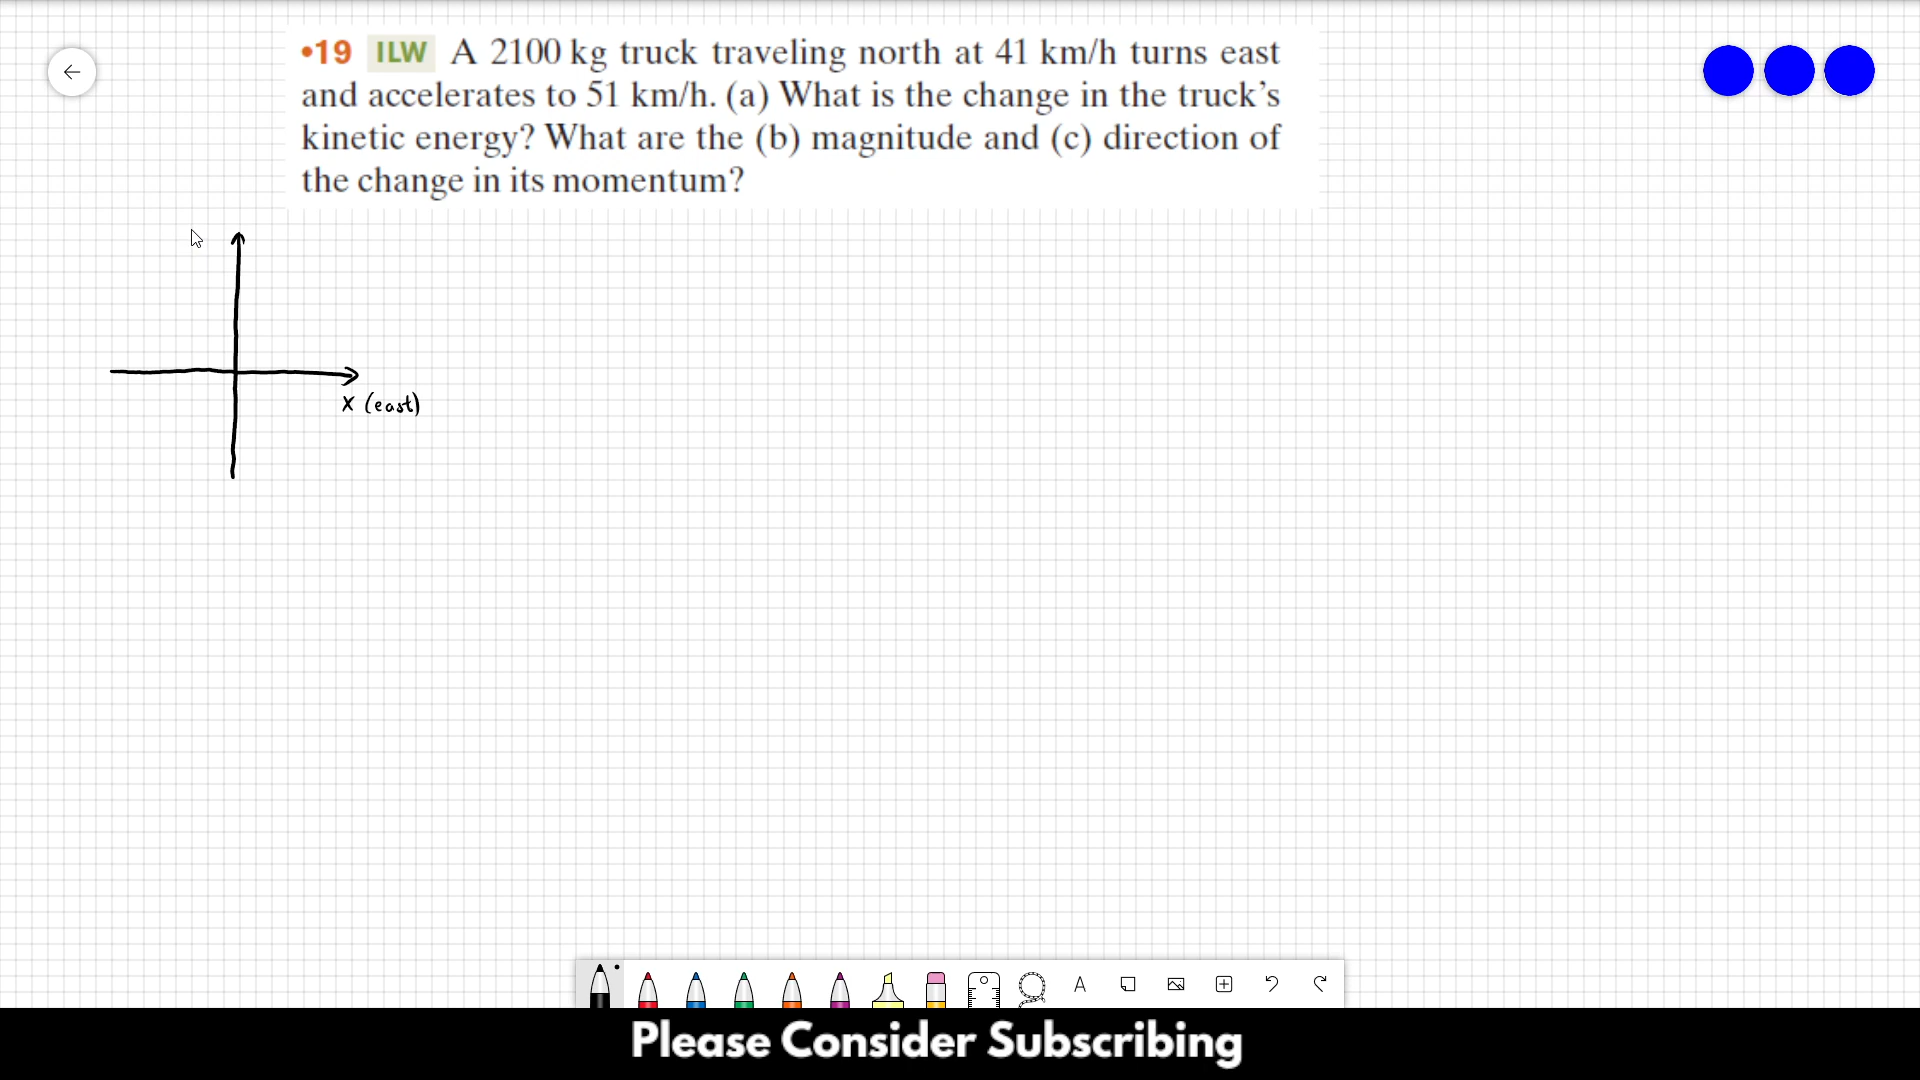 •19 ILW A 2100 kg truck traveling north at 41 km/h turns east
and accelerates to 51 km/h. (a) What is the change in the truck’s
kinetic energy? What are the (b) magnitude and (c) direction of
the change in its momentum?
x (east)
A
Please Consider Subscribing